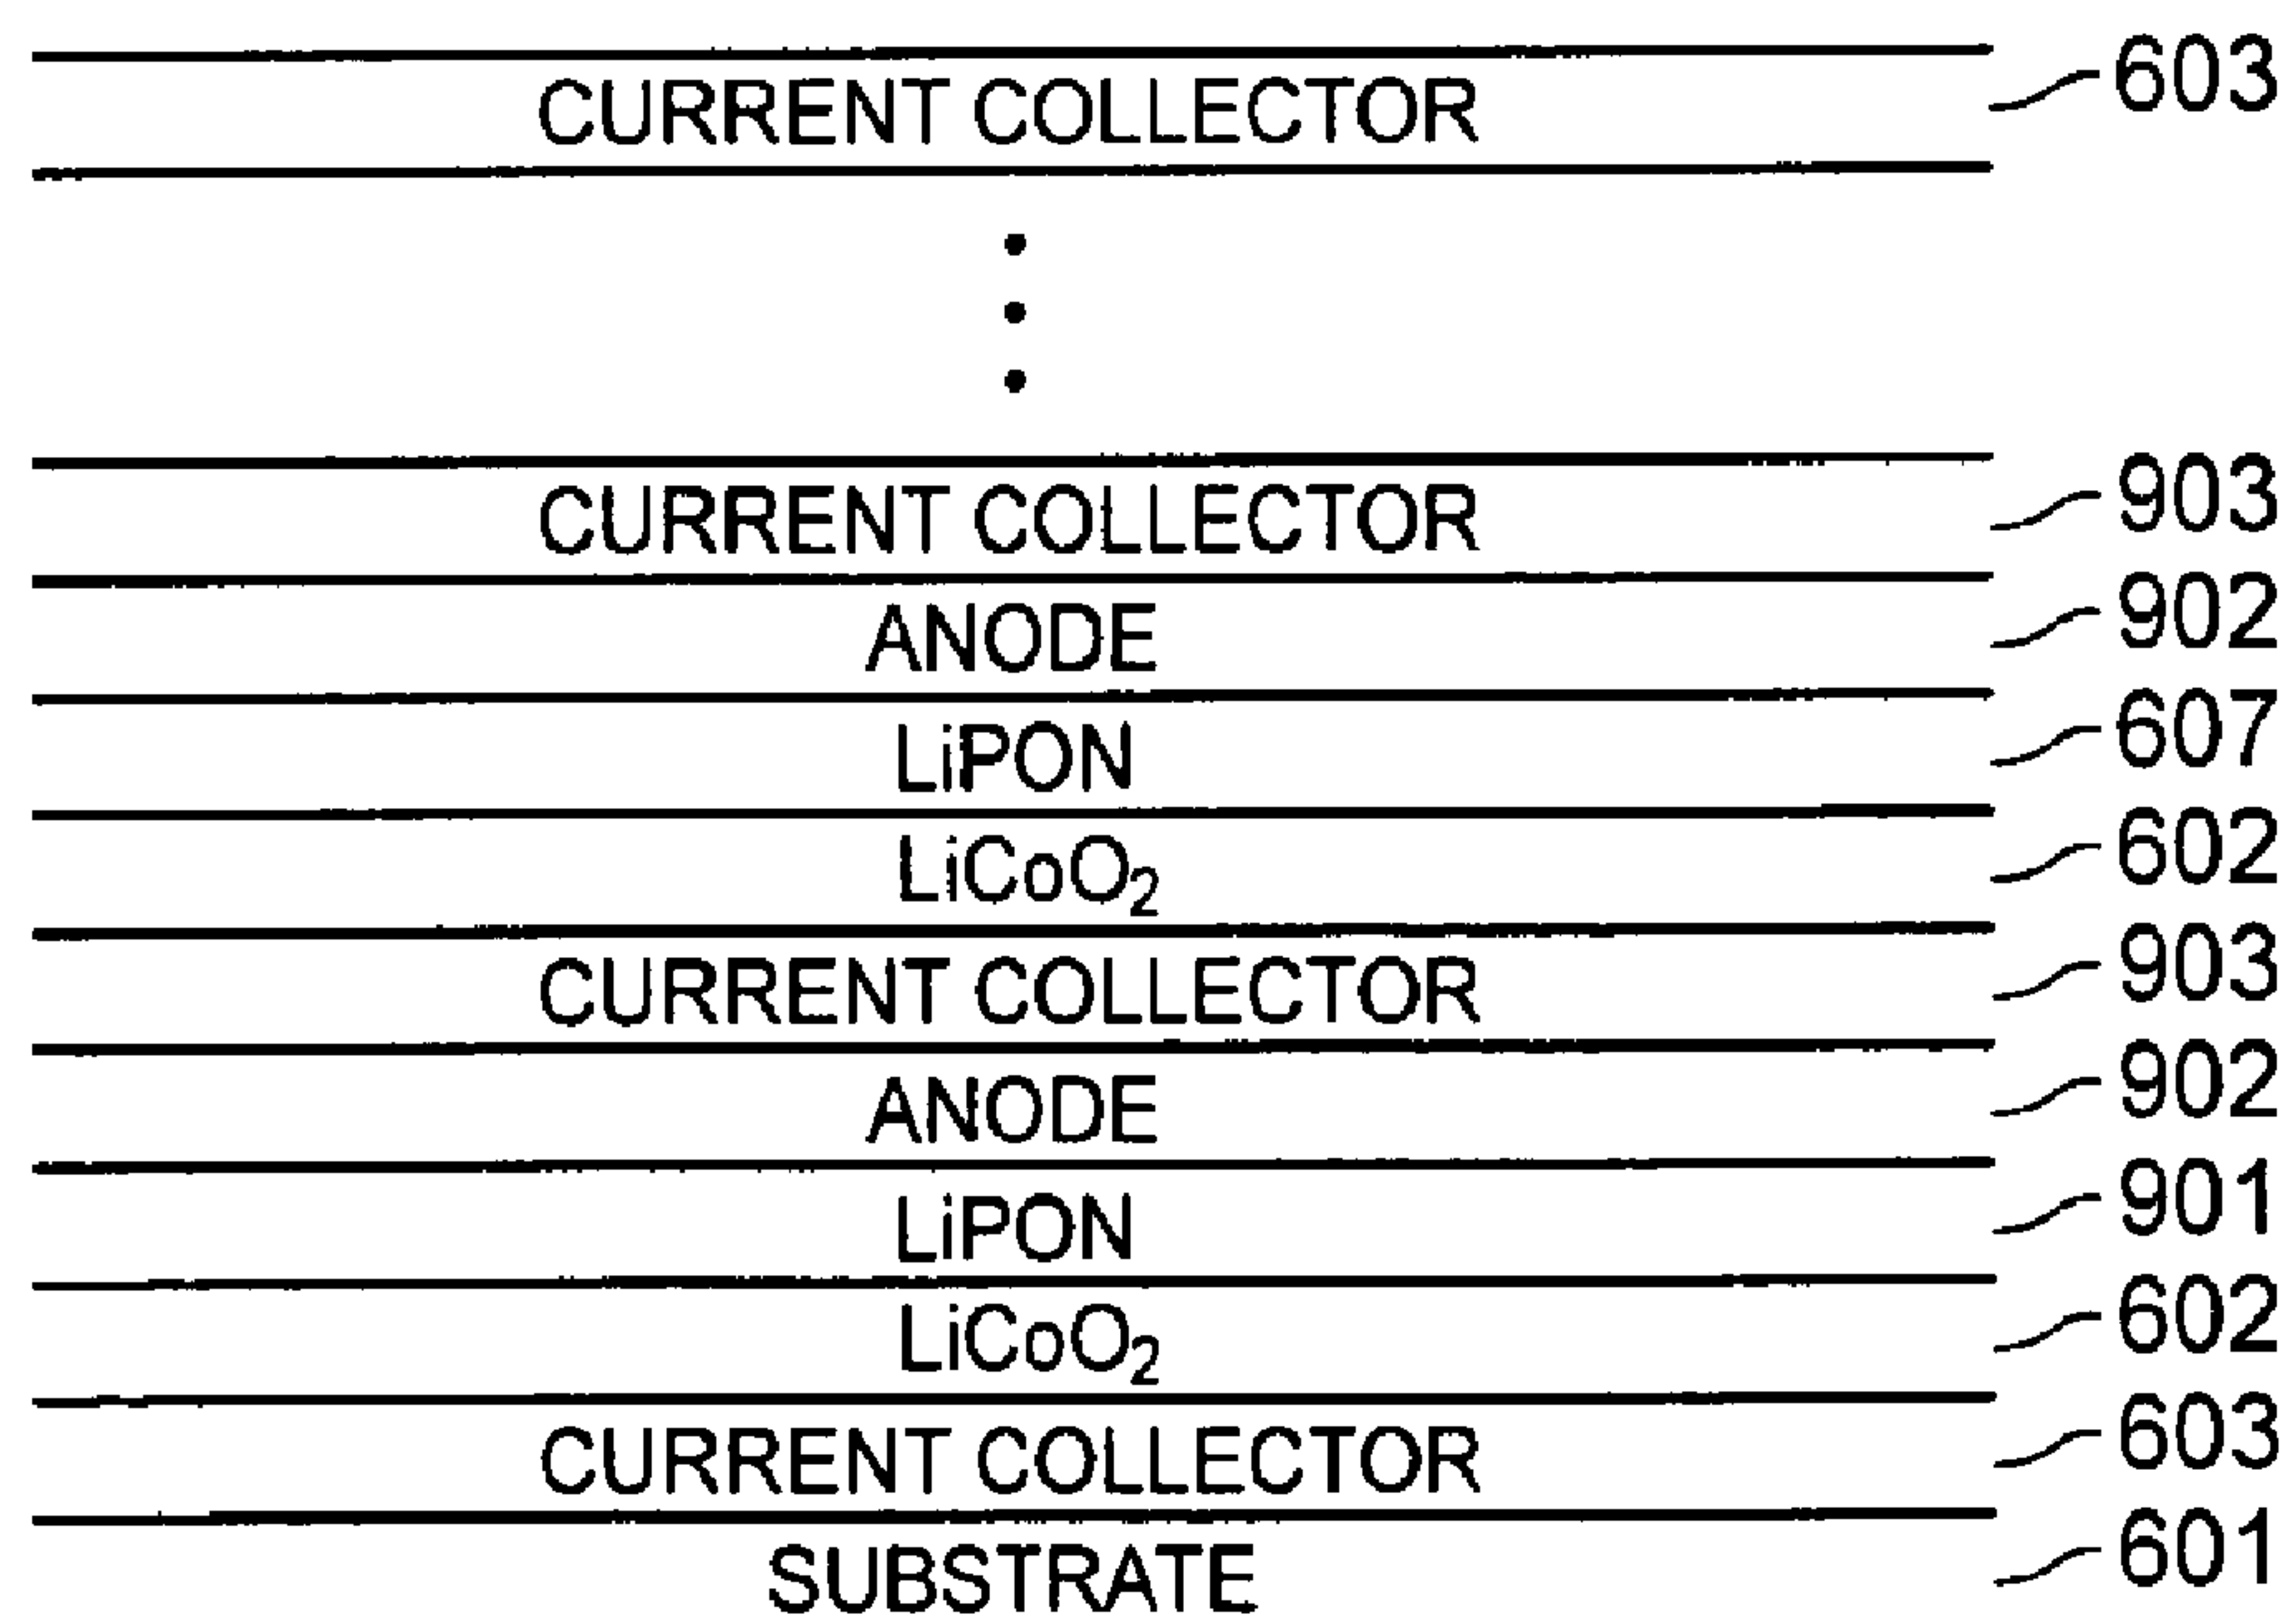 CURRENT COLLECTOR 603
CURRENT COLLECTOR 903
ANODE 902
LiPON 607
LiCoO₂ 602
CURRENT COLLECTOR 903
ANODE 902
LiPON 901
LiCoO₂ 602
CURRENT COLLECTOR 603
SUBSTRATE 601